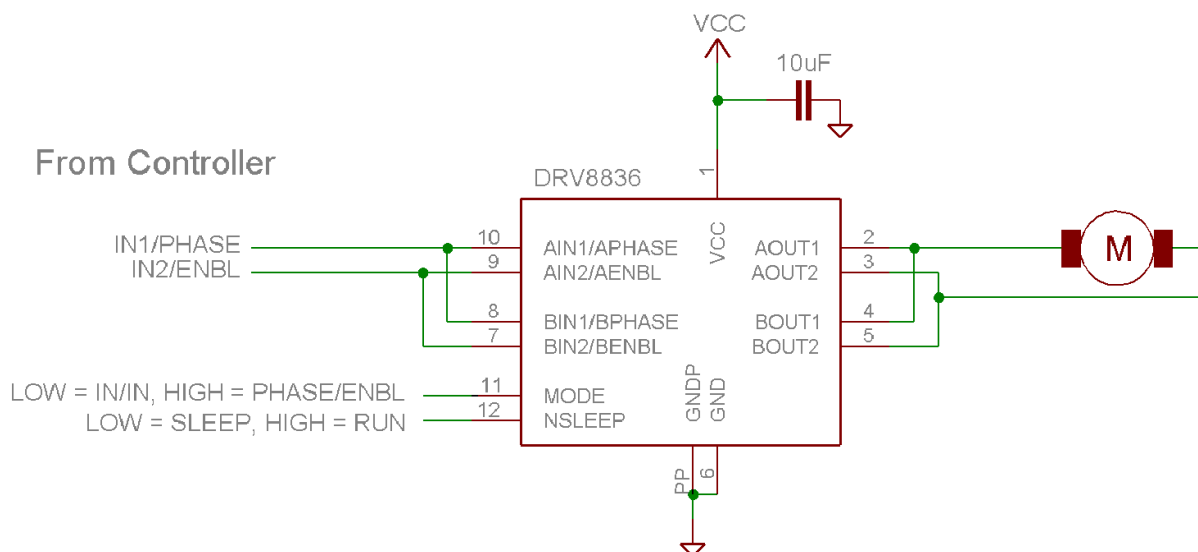 VCC
10uF
From Controller
DRV8836
1
VCC
IN1/PHASE
10
AIN1/APHASE
AOUT1
2
M
IN2/ENBL
9
AIN2/AENBL
AOUT2
3
8
BIN1/BPHASE
BOUT1
4
7
BIN2/BENBL
BOUT2
5
LOW = IN/IN, HIGH = PHASE/ENBL
11
MODE
GNDP
GND
LOW = SLEEP, HIGH = RUN
12
NSLEEP
PP
6